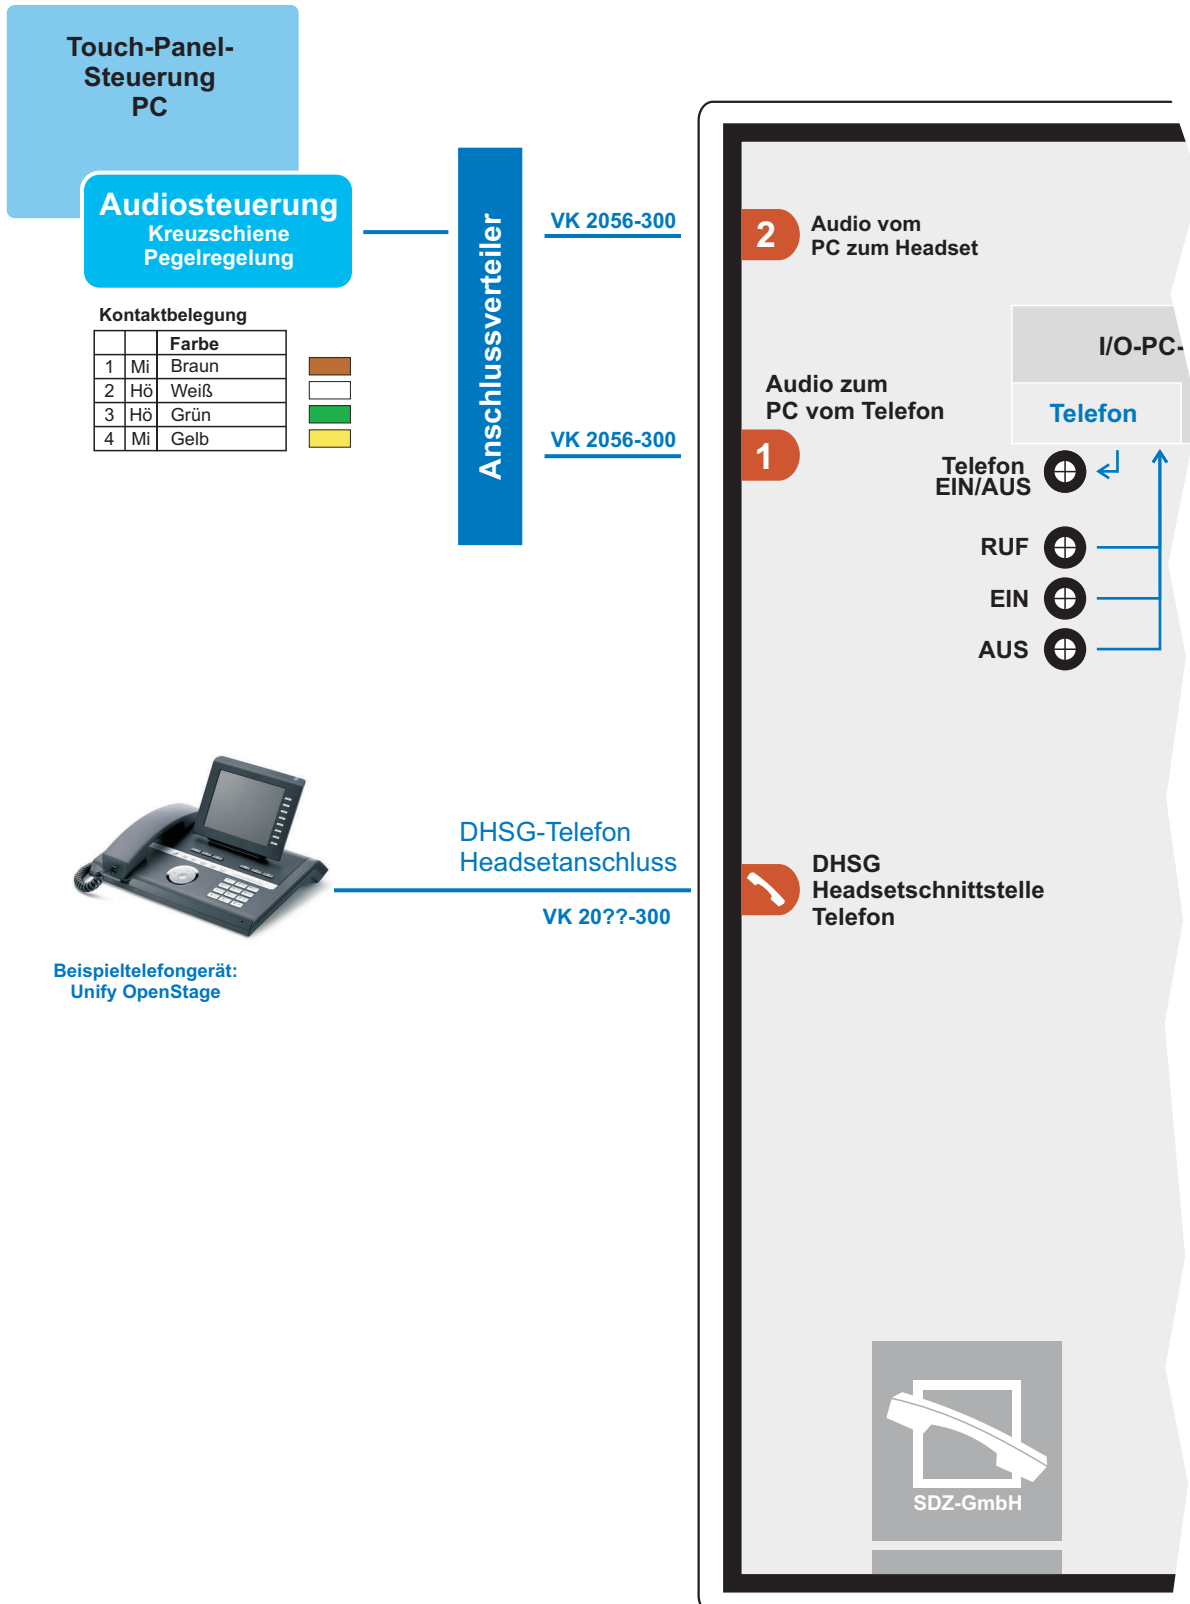 Touch-Panel-
Steuerung
PC
Audiosteuerung
Kreuzschiene
Pegelregelung
Kontaktbelegung
Farbe
1 Mi Braun
2 Hö Weiß
3 Hö Grün
4 Mi Gelb
Anschlussverteiler
VK 2056-300
VK 2056-300
2
Audio vom
PC zum Headset
I/O-PC-
Audio zum
PC vom Telefon
Telefon
1
Telefon
EIN/AUS
RUF
EIN
AUS
DHSG-Telefon
Headsetanschluss
VK 20??-300
DHSG
Headsetschnittstelle
Telefon
Beispieltelefongerät:
Unify OpenStage
SDZ-GmbH